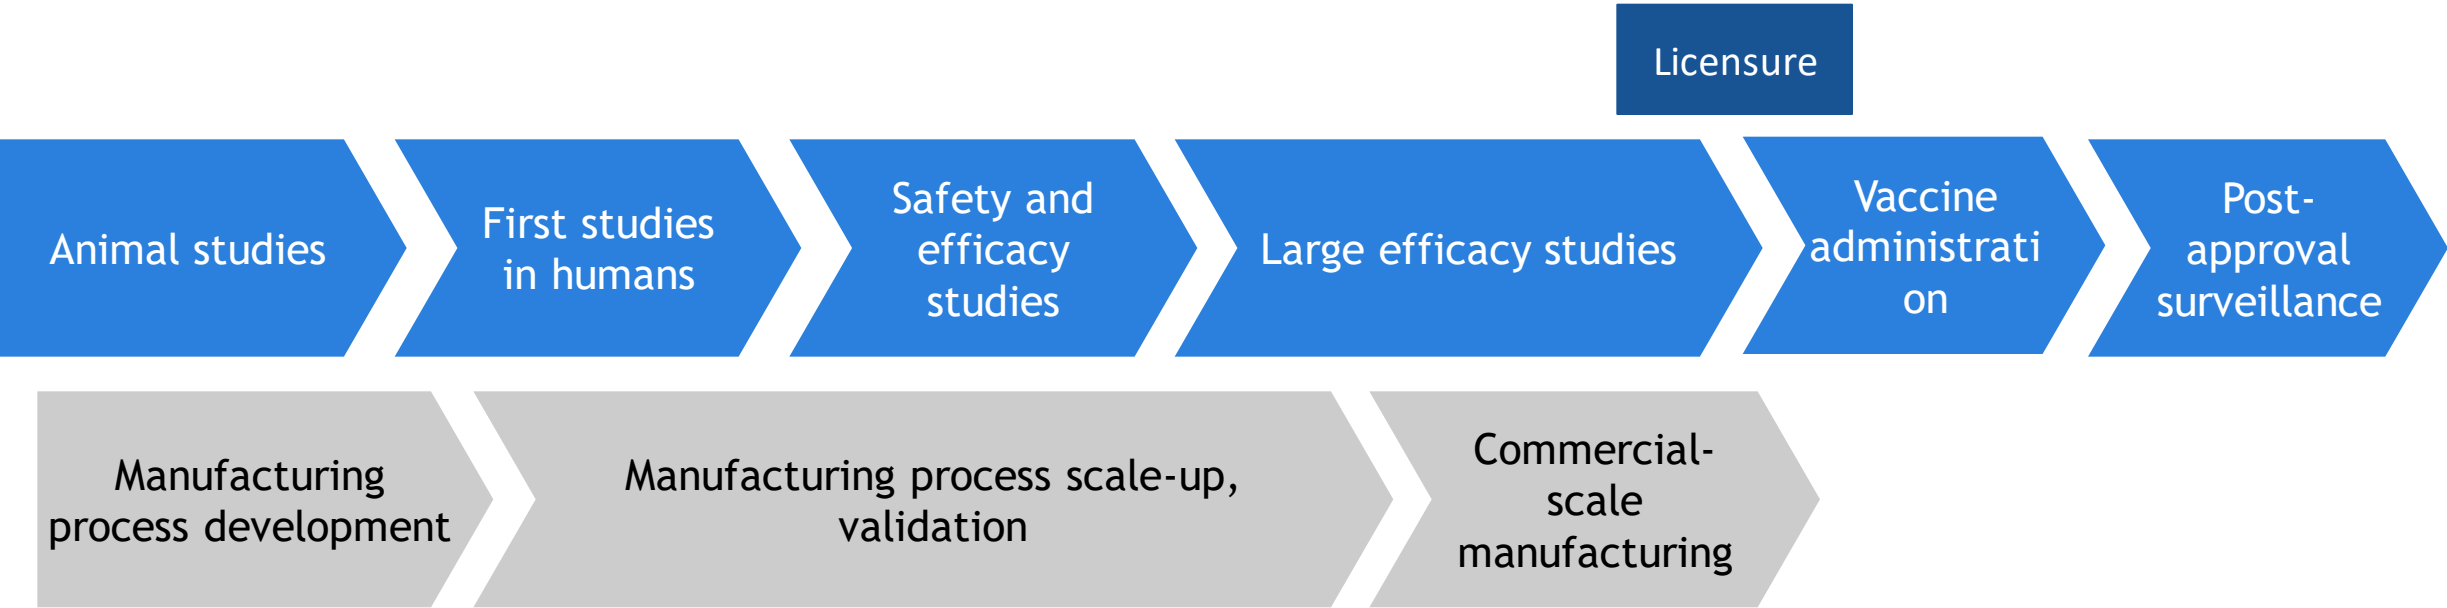 Licensure
Animal studies
First studies
in humans
Safety and
efficacy
studies
Large efficacy studies
Vaccine
administrati
on
Post-
approval
surveillance
Manufacturing
process development
Manufacturing process scale-up,
validation
Commercial-
scale
manufacturing